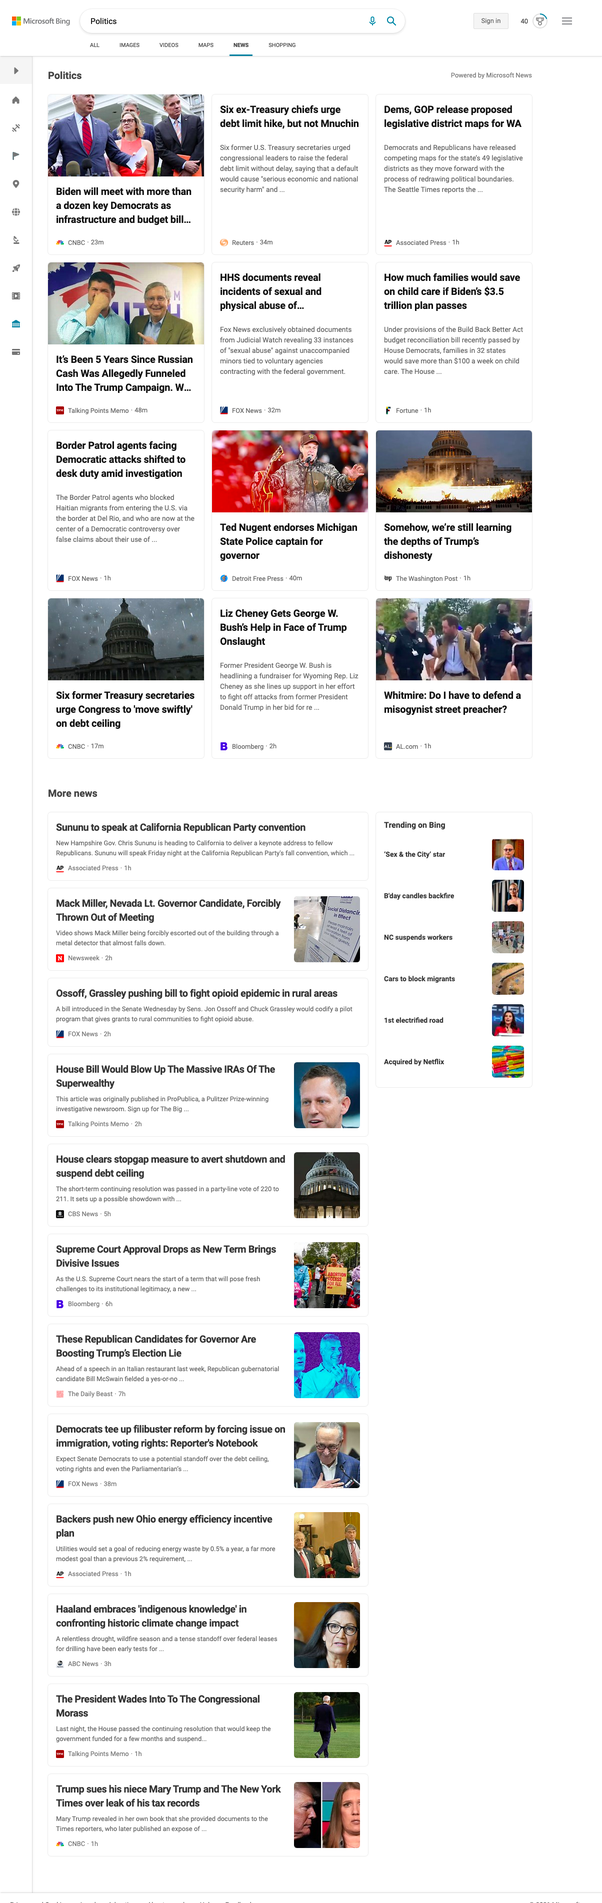 Microsoft Bing
Politics
Sign in
40
ALL
IMAGES
VIDEOS
MAPS
NEWS
SHOPPING
Politics
Powered by Microsoft News
Biden will meet with more than
a dozen key Democrats as
infrastructure and budget bill...
CNBC · 23m
Six ex-Treasury chiefs urge
debt limit hike, but not Mnuchin
Six former U.S. Treasury secretaries urged
congressional leaders to raise the federal
debt limit without delay, saying that a default
would cause "serious economic and national
security harm" and ...
Reuters · 34m
Dems, GOP release proposed
legislative district maps for WA
Democrats and Republicans have released
competing maps for the state's 49 legislative
districts as they move forward with the
process of redrawing political boundaries.
The Seattle Times reports the ...
AP Associated Press · 1h
It's Been 5 Years Since Russian
Cash Was Allegedly Funneled
Into The Trump Campaign. W...
Talking Points Memo · 48m
HHS documents reveal
incidents of sexual and
physical abuse of...
Fox News exclusively obtained documents
from Judicial Watch revealing 33 instances
of "sexual abuse" against unaccompanied
minors tied to voluntary agencies
contracting with the federal government.
FOX News · 32m
How much families would save
on child care if Biden's $3.5
trillion plan passes
Under provisions of the Build Back Better Act
budget reconciliation bill recently passed by
House Democrats, families in 32 states
would save more than $100 a week on child
care. The House ...
Fortune · 1h
Border Patrol agents facing
Democratic attacks shifted to
desk duty amid investigation
The Border Patrol agents who blocked
Haitian migrants from entering the U.S. via
the border at Del Rio, and who are now at the
center of a Democratic controversy over
false claims about their use of ...
FOX News · 1h
Ted Nugent endorses Michigan
State Police captain for
governor
Detroit Free Press · 40m
Somehow, we're still learning
the depths of Trump's
dishonesty
wp The Washington Post · 1h
Six former Treasury secretaries
urge Congress to 'move swiftly'
on debt ceiling
CNBC · 17m
Liz Cheney Gets George W.
Bush's Help in Face of Trump
Onslaught
Former President George W. Bush is
headlining a fundraiser for Wyoming Rep. Liz
Cheney as she lines up support in her effort
to fight off attacks from former President
Donald Trump in her bid for re ...
B Bloomberg · 2h
Whitmire: Do I have to defend a
misogynist street preacher?
AL.com · 1h
More news
Sununu to speak at California Republican Party convention
New Hampshire Gov. Chris Sununu is heading to California to deliver a keynote address to fellow
Republicans. Sununu will speak Friday night at the California Republican Party's fall convention, which ...
AP Associated Press · 1h
Mack Miller, Nevada Lt. Governor Candidate, Forcibly
Thrown Out of Meeting
Video shows Mack Miller being forcibly escorted out of the building through a
metal detector that almost falls down.
N Newsweek · 2h
Social Distancing
in Effect
Ossoff, Grassley pushing bill to fight opioid epidemic in rural areas
A bill introduced in the Senate Wednesday by Sens. Jon Ossoff and Chuck Grassley would codify a pilot
program that gives grants to rural communities to fight opioid abuse.
FOX News · 2h
House Bill Would Blow Up The Massive IRAs Of The
Superwealthy
This article was originally published in ProPublica, a Pulitzer Prize-winning
investigative newsroom. Sign up for The Big ...
Talking Points Memo · 2h
House clears stopgap measure to avert shutdown and
suspend debt ceiling
The short-term continuing resolution was passed in a party-line vote of 220 to
211. It sets up a possible showdown with ...
CBS News · 5h
Supreme Court Approval Drops as New Term Brings
Divisive Issues
As the U.S. Supreme Court nears the start of a term that will pose fresh
challenges to its institutional legitimacy, a new ...
B Bloomberg · 6h
These Republican Candidates for Governor Are
Boosting Trump's Election Lie
Ahead of a speech in an Italian restaurant last week, Republican gubernatorial
candidate Bill McSwain fielded a yes-or-no ...
The Daily Beast · 7h
Democrats tee up filibuster reform by forcing issue on
immigration, voting rights: Reporter's Notebook
Expect Senate Democrats to use a potential standoff over the debt ceiling,
voting rights and even the Parliamentarian's ...
FOX News · 38m
Backers push new Ohio energy efficiency incentive
plan
Utilities would set a goal of reducing energy waste by 0.5% a year, a far more
modest goal than a previous 2% requirement, ...
AP Associated Press · 1h
Haaland embraces 'indigenous knowledge' in
confronting historic climate change impact
A relentless drought, wildfire season and a tense standoff over federal leases
for drilling have been early tests for ...
ABC News · 3h
The President Wades Into To The Congressional
Morass
Last night, the House passed the continuing resolution that would keep the
government funded for a few months and suspend...
Talking Points Memo · 1h
Trump sues his niece Mary Trump and The New York
Times over leak of his tax records
Mary Trump revealed in her own book that she provided documents to the
Times reporters, who later published an expose of ...
CNBC · 1h
Trending on Bing
'Sex & the City' star
B'day candles backfire
NC suspends workers
Cars to block migrants
1st electrified road
Acquired by Netflix